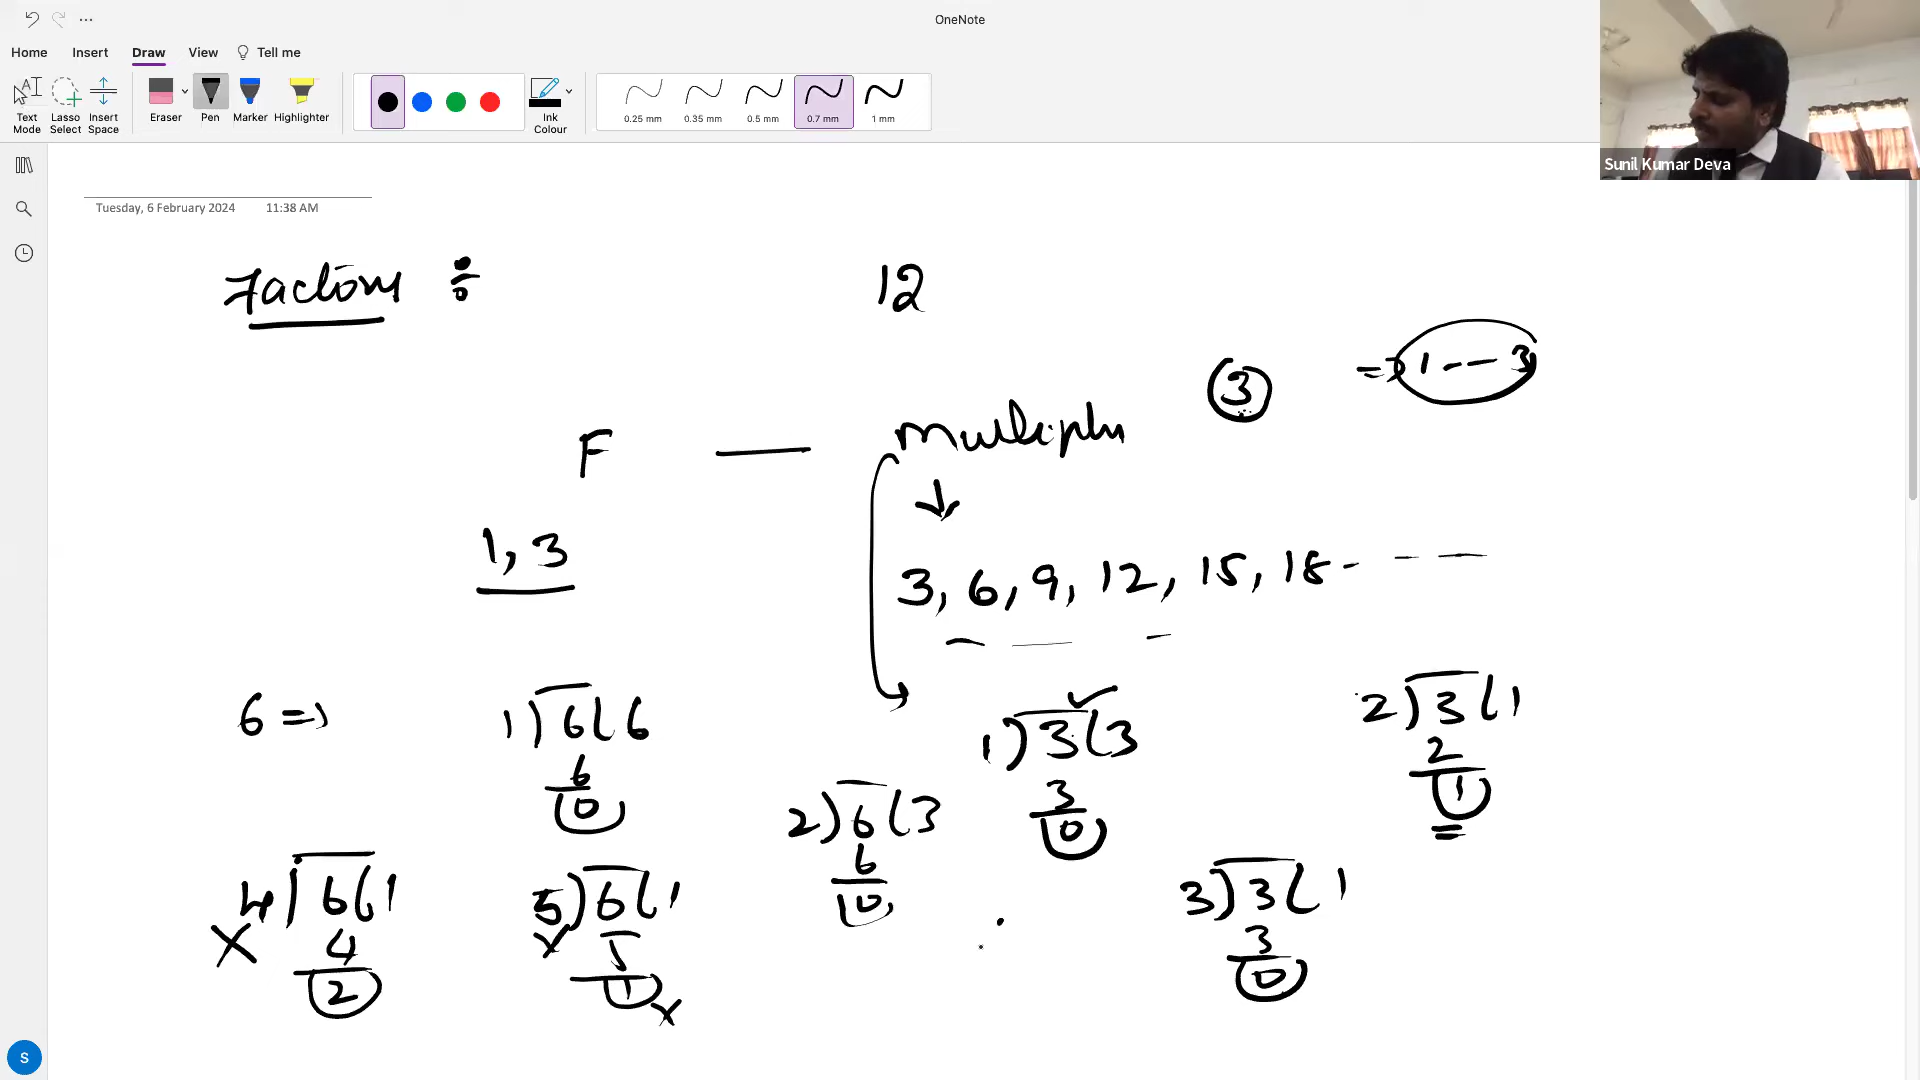 OneNote
Home Insert Draw View Tell me
Text Mode Lasso Select Insert Space Eraser Pen Marker Highlighter Ink Colour 0.25 mm 0.35 mm 0.5 mm 0.7 mm 1 mm
Sunil Kumar Deva
Tuesday, 6 February 2024 11:38 AM
Factors ÷ 12
3 => 1 --- 3
F —
1, 3
3, 6, 9, 12, 15, 18 - - -
6 => 1) 6 ( 6
6
0
1) 3 ( 3
3
0
2) 3 ( 1
2
1
2) 6 ( 3
6
0
4) 6 ( 1
4
2
5) 6 ( 1
5
1
3) 3 ( 1
3
0
S